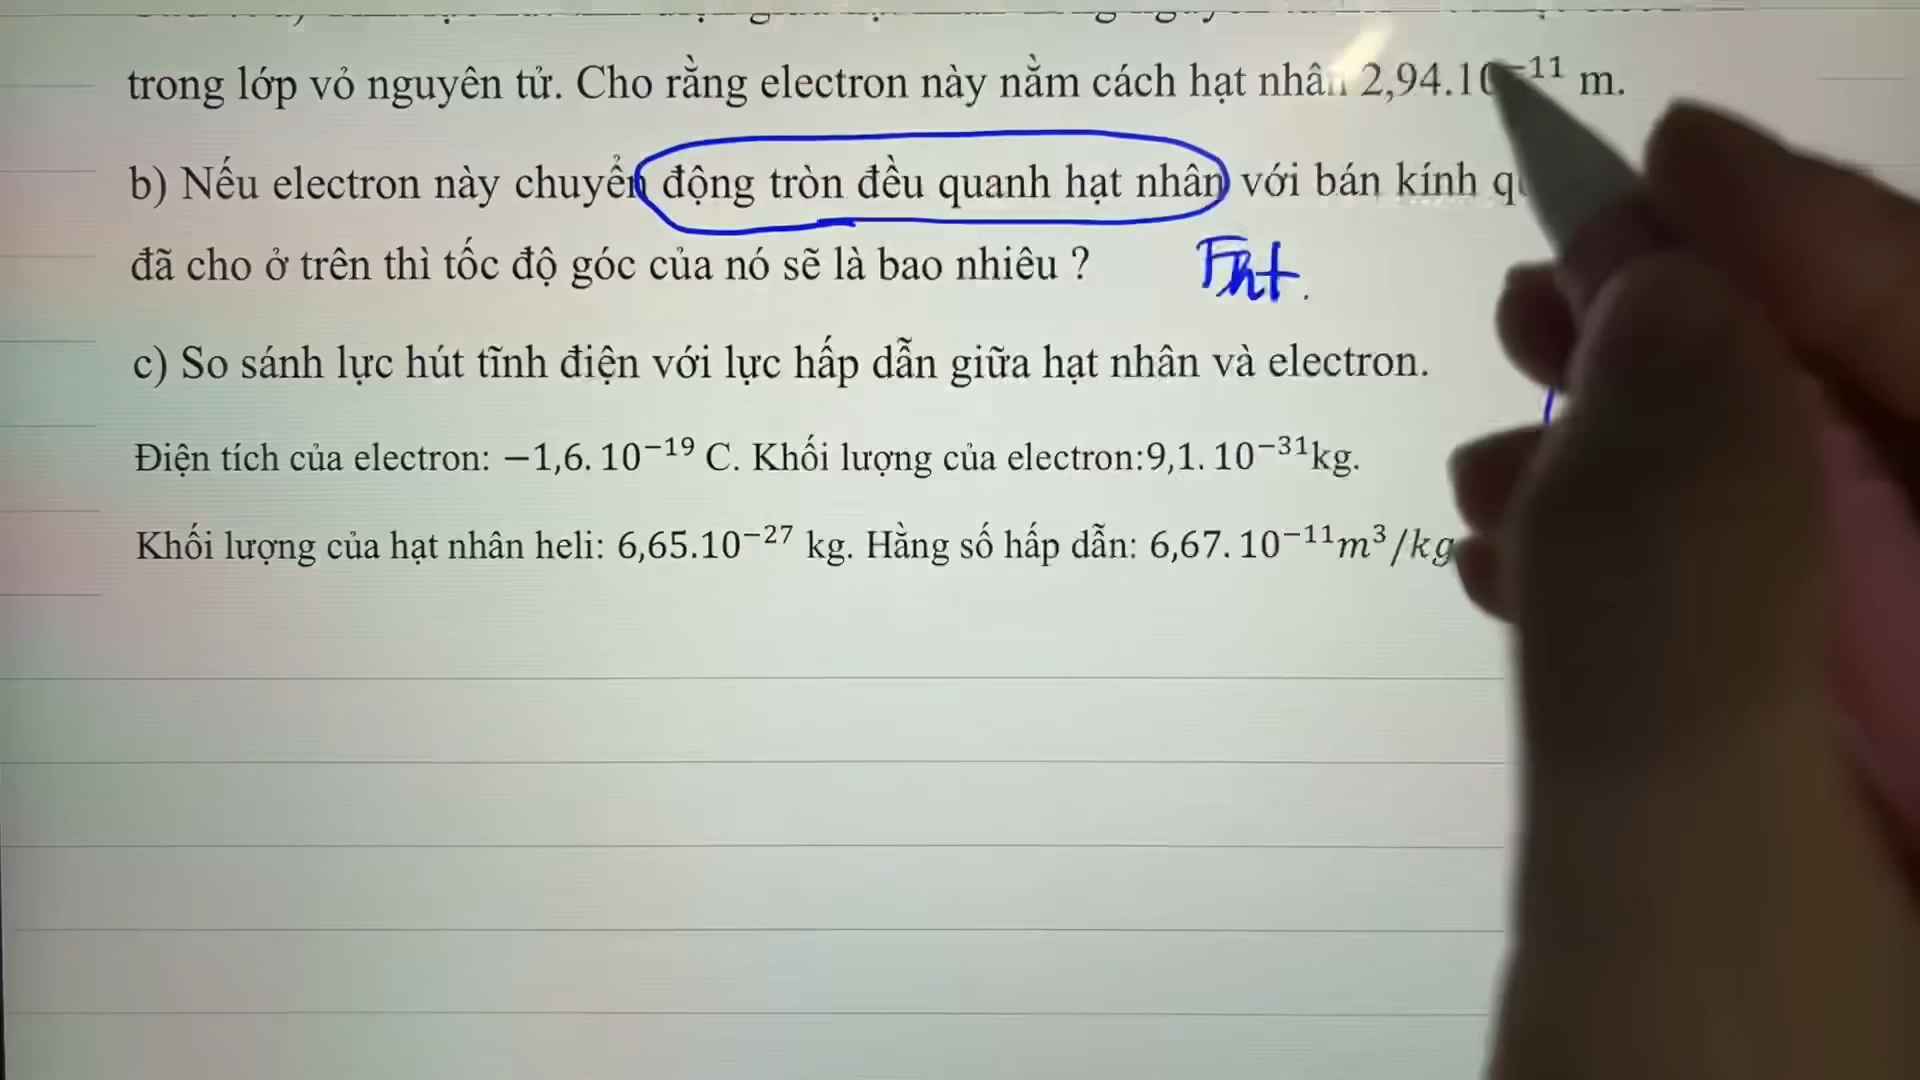 trong lớp vỏ nguyên tử. Cho rằng electron này nằm cách hạt nhân 2,94.10⁻¹¹ m.
b) Nếu electron này chuyển động tròn đều quanh hạt nhân với bán kính
đã cho ở trên thì tốc độ góc của nó sẽ là bao nhiêu ? Fht.
c) So sánh lực hút tĩnh điện với lực hấp dẫn giữa hạt nhân và electron.
Điện tích của electron: −1,6. 10⁻¹⁹ C. Khối lượng của electron:9,1. 10⁻³¹kg.
Khối lượng của hạt nhân heli: 6,65.10⁻²⁷ kg. Hằng số hấp dẫn: 6,67. 10⁻¹¹m³/kg